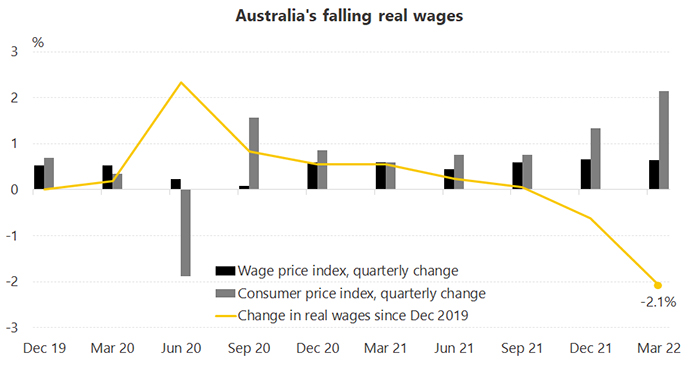 Australia's falling real wages
%
3
2
1
0
-1
-2
-3
Wage price index, quarterly change
Consumer price index, quarterly change
Change in real wages since Dec 2019
-2.1%
Dec 19 Mar 20 Jun 20 Sep 20 Dec 20 Mar 21 Jun 21 Sep 21 Dec 21 Mar 22